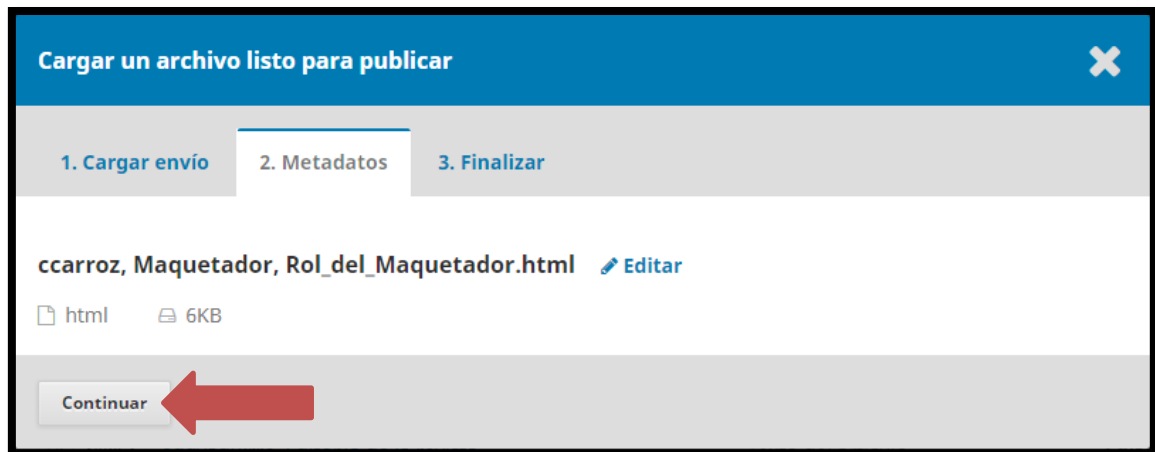 Cargar un archivo listo para publicar
1. Cargar envío 2. Metadatos 3. Finalizar
ccarroz, Maquetador, Rol_del_Maquetador.html Editar
html 6KB
Continuar